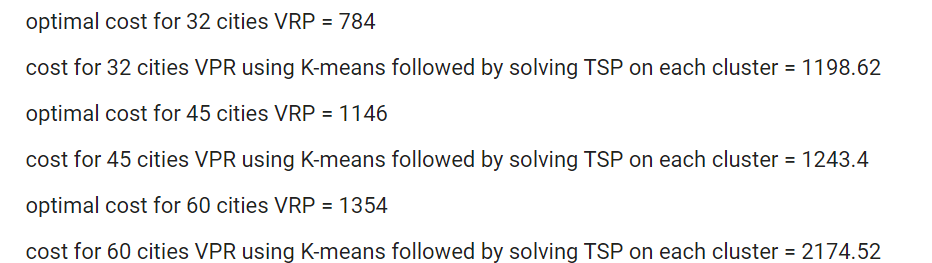 optimal cost for 32 cities VRP = 784
cost for 32 cities VPR using K-means followed by solving TSP on each cluster = 1198.62
optimal cost for 45 cities VRP = 1146
cost for 45 cities VPR using K-means followed by solving TSP on each cluster = 1243.4
optimal cost for 60 cities VRP = 1354
cost for 60 cities VPR using K-means followed by solving TSP on each cluster = 2174.52